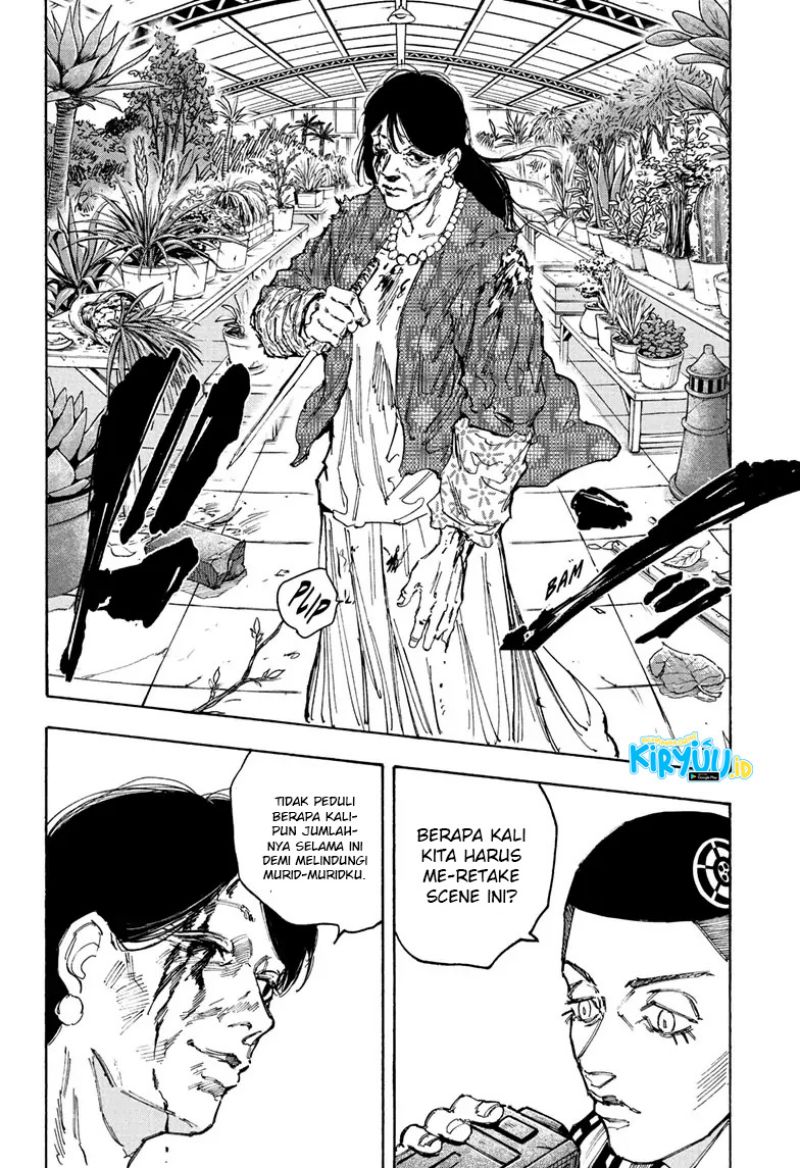 PLIP
BAM
KIRYUU.ID
BERAPA KALI
KITA HARUS
ME-RETAKE
SCENE INI?
TIDAK PEDULI
BERAPA KALI-
PUN JUMLAH-
NYA SELAMA INI
DEMI MELINDUNGI
MURID-MURIDKU.